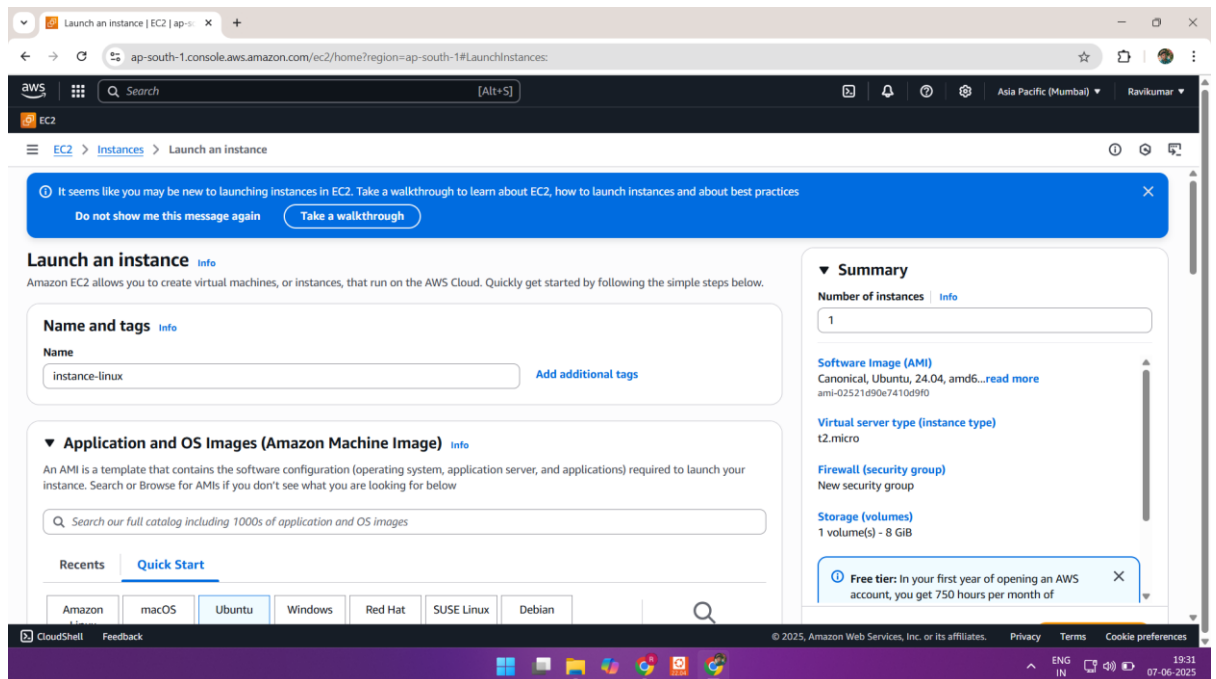 Launch an instance | EC2 | ap-s
ap-south-1.console.aws.amazon.com/ec2/home?region=ap-south-1#LaunchInstances:
aws
Search [Alt+S]
Asia Pacific (Mumbai)
Ravikumar
EC2
EC2 > Instances > Launch an instance
It seems like you may be new to launching instances in EC2. Take a walkthrough to learn about EC2, how to launch instances and about best practices
Do not show me this message again
Take a walkthrough
Launch an instance Info
Amazon EC2 allows you to create virtual machines, or instances, that run on the AWS Cloud. Quickly get started by following the simple steps below.
Name and tags Info
Name
instance-linux
Add additional tags
Application and OS Images (Amazon Machine Image) Info
An AMI is a template that contains the software configuration (operating system, application server, and applications) required to launch your
instance. Search or Browse for AMIs if you don't see what you are looking for
below
Search our full catalog including 1000s of application and OS images
Recents
Quick Start
Amazon
macOS
Ubuntu
Windows
Red Hat
SUSE Linux
Debian
Summary
Number of instances Info
1
Software Image (AMI)
Canonical, Ubuntu, 24.04, amd6...read more
ami-02521d90e7410d9f0
Virtual server type (instance type)
t2.micro
Firewall (security group)
New security group
Storage (volumes)
1 volume(s) - 8 GiB
Free tier: In your first year of opening an AWS
account, you get 750 hours per month of
CloudShell
Feedback
© 2025, Amazon Web Services, Inc. or its affiliates.
Privacy
Terms
Cookie preferences
ENG
IN
19:31
07-06-2025